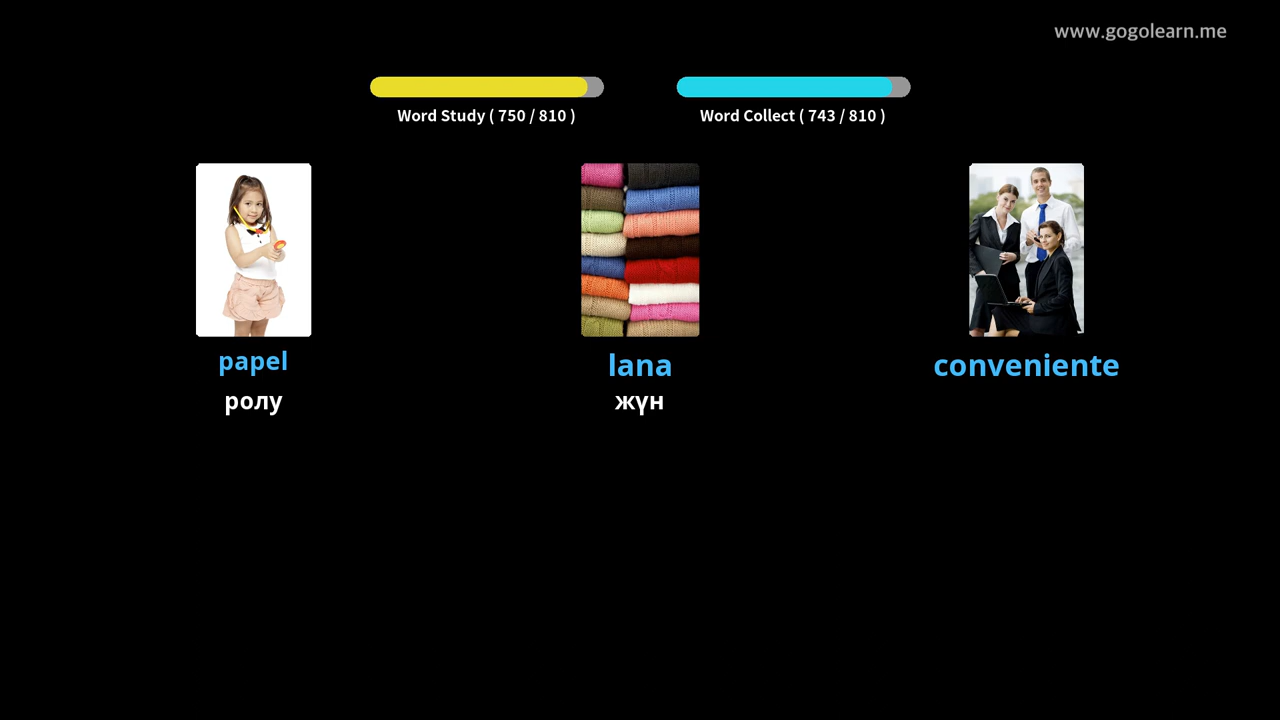 www.gogolearn.me
Word Study ( 750 / 810 )
Word Collect ( 743 / 810 )
papel
ролу
lana
жүн
conveniente